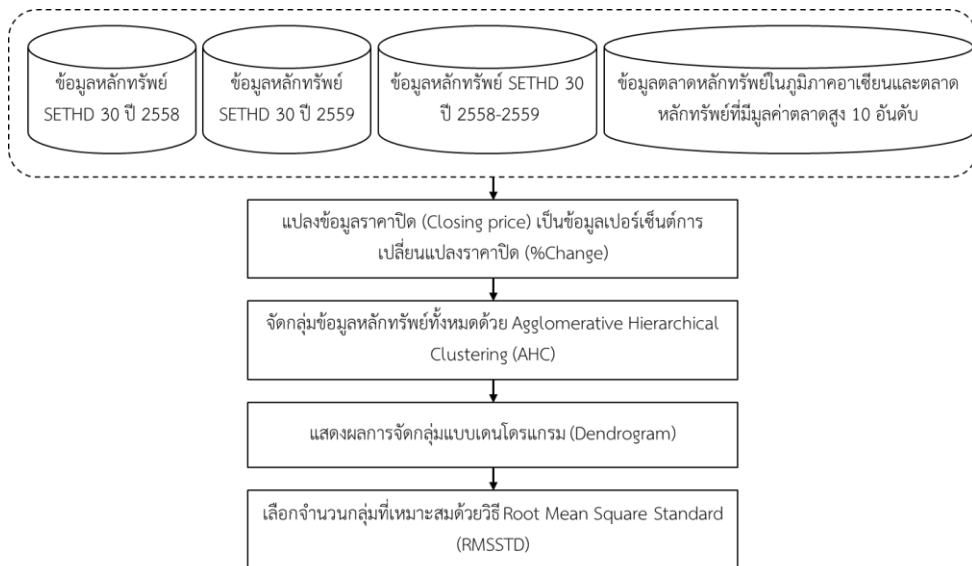 ข้อมูลหลักทรัพย์
SETHD 30 ปี 2558
ข้อมูลหลักทรัพย์
SETHD 30 ปี 2559
ข้อมูลหลักทรัพย์ SETHD 30
ปี 2558-2559
ข้อมูลตลาดหลักทรัพย์ในภูมิภาคอาเซียนและตลาด
หลักทรัพย์ที่มีมูลค่าตลาดสูง 10 อันดับ
แปลงข้อมูลราคาปิด (Closing price) เป็นข้อมูลเปอร์เซ็นต์การ
เปลี่ยนแปลงราคาปิด (%Change)
จัดกลุ่มข้อมูลหลักทรัพย์ทั้งหมดด้วย Agglomerative Hierarchical
Clustering (AHC)
แสดงผลการจัดกลุ่มแบบเดนโดรแกรม (Dendrogram)
เลือกจำนวนกลุ่มที่เหมาะสมด้วยวิธี Root Mean Square Standard
(RMSSTD)